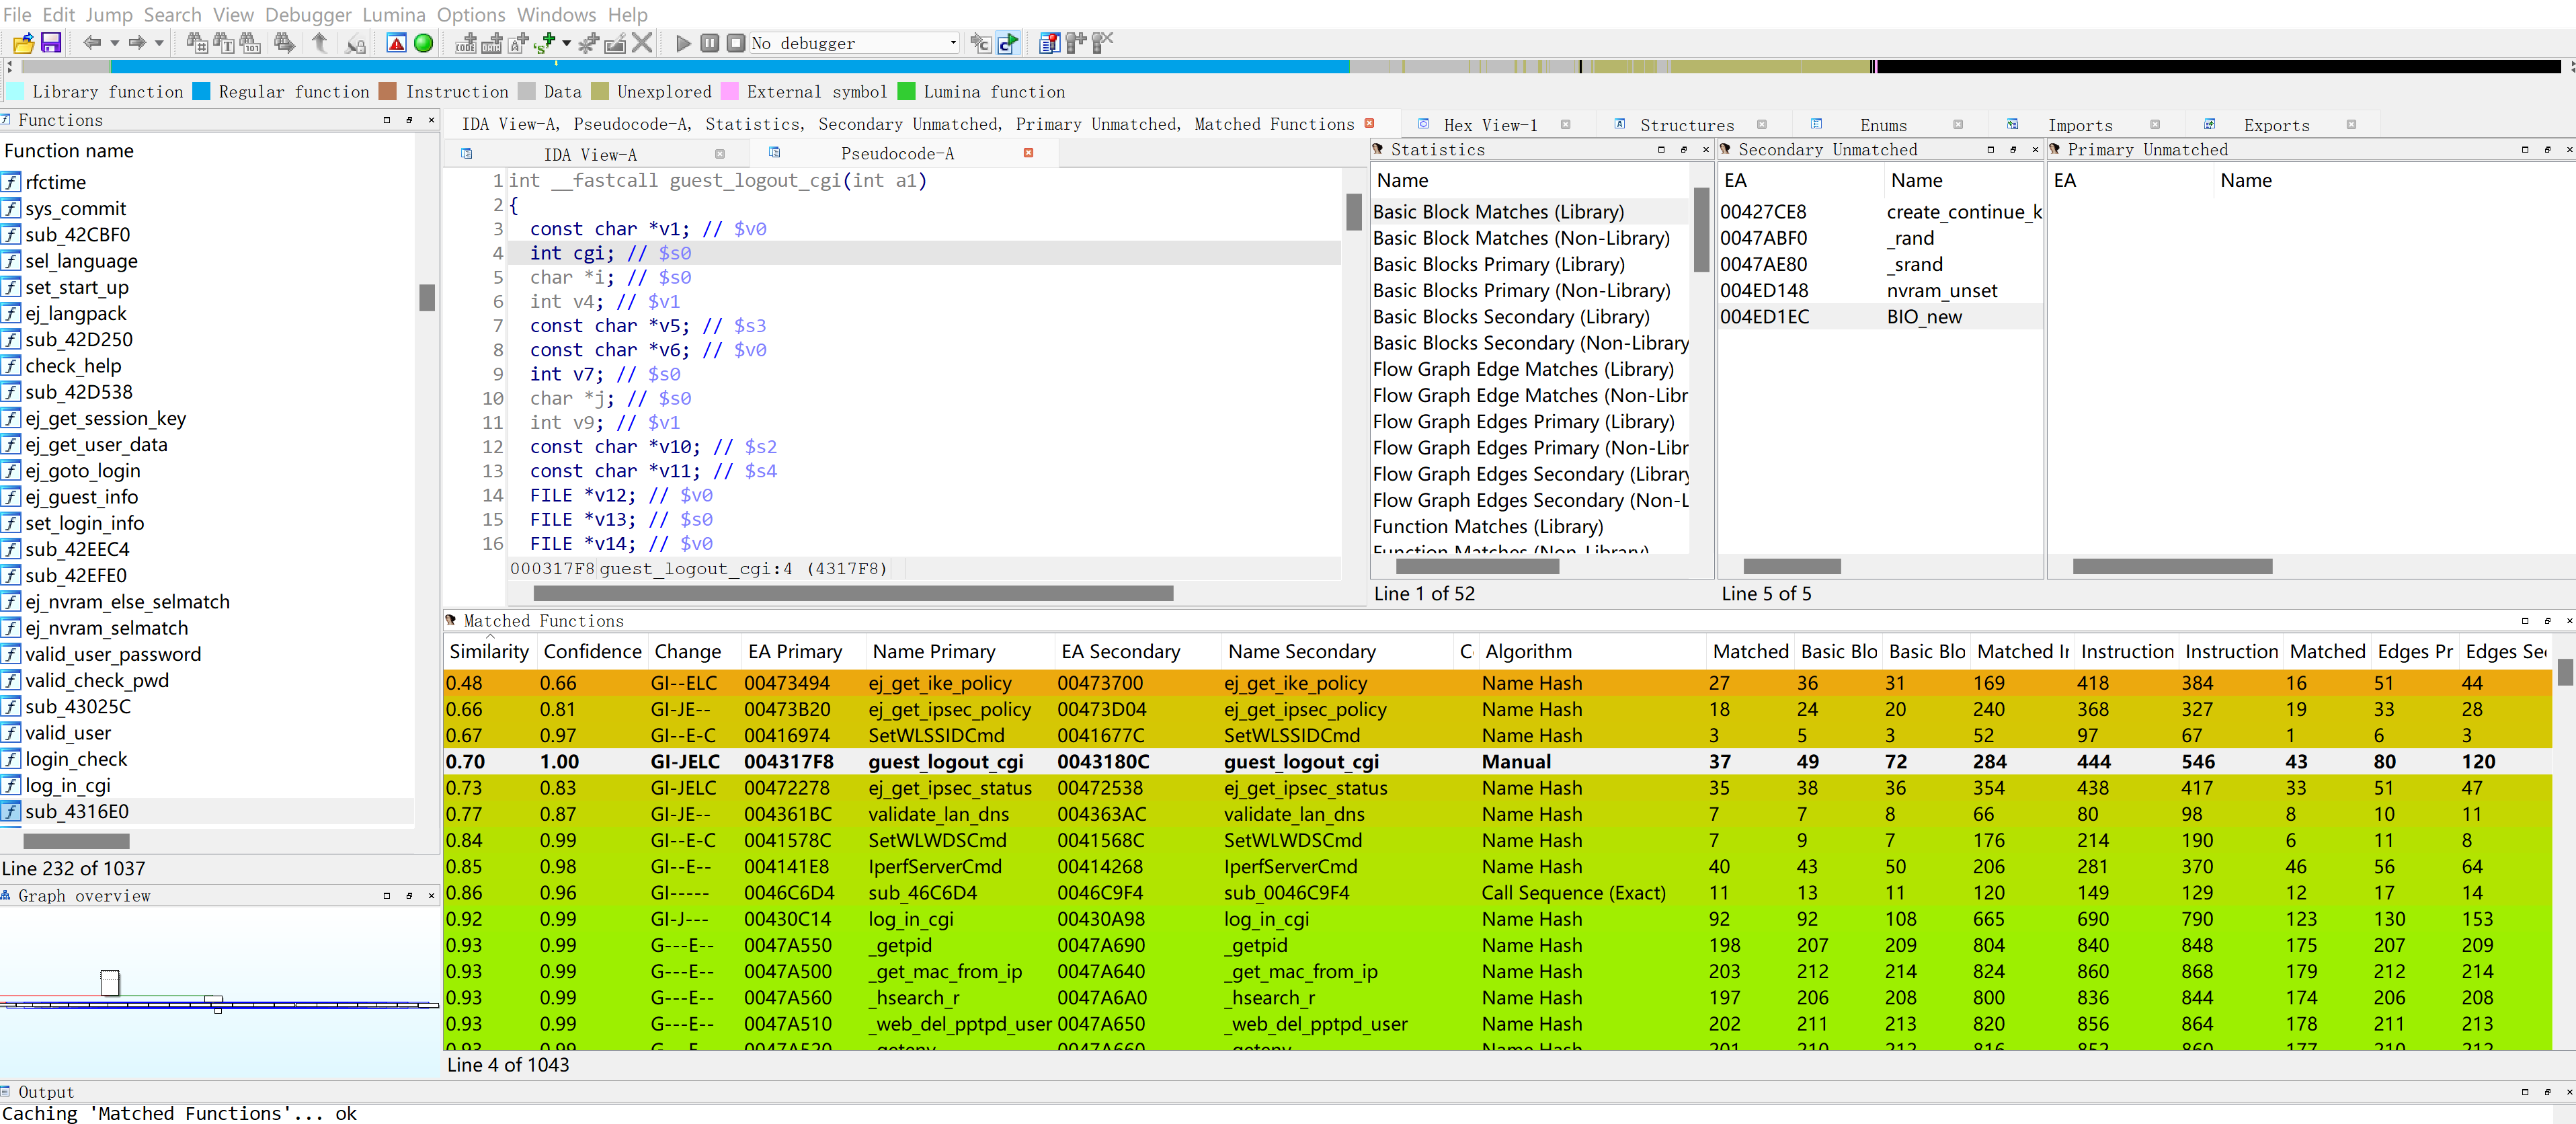 File Edit Jump Search View Debugger Lumina Options Windows Help
No debugger
Library function Regular function Instruction Data Unexplored External symbol Lumina function
Functions
Function name
rfctime
sys_commit
sub_42CBF0
sel_language
set_start_up
ej_langpack
sub_42D250
check_help
sub_42D538
ej_get_session_key
ej_get_user_data
ej_goto_login
ej_guest_info
set_login_info
sub_42EEC4
sub_42EFE0
ej_nvram_else_selmatch
ej_nvram_selmatch
valid_user_password
valid_check_pwd
sub_43025C
valid_user
login_check
log_in_cgi
sub_4316E0
Line 232 of 1037
Graph overview
IDA View-A, Pseudocode-A, Statistics, Secondary Unmatched, Primary Unmatched, Matched Functions
Hex View-1 Structures Enums Imports Exports
IDA View-A Pseudocode-A
1 int __fastcall guest_logout_cgi(int a1)
2 {
3 const char *v1; // $v0
4 int cgi; // $s0
5 char *i; // $s0
6 int v4; // $v1
7 const char *v5; // $s3
8 const char *v6; // $v0
9 int v7; // $s0
10 char *j; // $s0
11 int v9; // $v1
12 const char *v10; // $s2
13 const char *v11; // $s4
14 FILE *v12; // $v0
15 FILE *v13; // $s0
16 FILE *v14; // $v0
000317F8 guest_logout_cgi:4 (4317F8)
Statistics
Name
Basic Block Matches (Library)
Basic Block Matches (Non-Library)
Basic Blocks Primary (Library)
Basic Blocks Primary (Non-Library)
Basic Blocks Secondary (Library)
Basic Blocks Secondary (Non-Library
Flow Graph Edge Matches (Library)
Flow Graph Edge Matches (Non-Libr
Flow Graph Edges Primary (Library)
Flow Graph Edges Primary (Non-Libr
Flow Graph Edges Secondary (Library
Flow Graph Edges Secondary (Non-L
Function Matches (Library)
Function Matches (Non-Library)
Line 1 of 52
Secondary Unmatched
EA Name
00427CE8 create_continue_k
0047ABF0 _rand
0047AE80 _srand
004ED148 nvram_unset
004ED1EC BIO_new
Line 5 of 5
Primary Unmatched
EA Name
Matched Functions
Similarity Confidence Change EA Primary Name Primary EA Secondary Name Secondary C Algorithm Matched Basic Blo Basic Blo Matched Ir Instruction Instruction Matched Edges Pr Edges Se
0.48 0.66 GI--ELC 00473494 ej_get_ike_policy 00473700 ej_get_ike_policy Name Hash 27 36 31 169 418 384 16 51 44
0.66 0.81 GI-JE-- 00473B20 ej_get_ipsec_policy 00473D04 ej_get_ipsec_policy Name Hash 18 24 20 240 368 327 19 33 28
0.67 0.97 GI--E-C 00416974 SetWLSSIDCmd 0041677C SetWLSSIDCmd Name Hash 3 5 3 52 97 67 1 6 3
0.70 1.00 GI-JELC 004317F8 guest_logout_cgi 0043180C guest_logout_cgi Manual 37 49 72 284 444 546 43 80 120
0.73 0.83 GI-JELC 00472278 ej_get_ipsec_status 00472538 ej_get_ipsec_status Name Hash 35 38 36 354 438 417 33 51 47
0.77 0.87 GI-JE-- 004361BC validate_lan_dns 004363AC validate_lan_dns Name Hash 7 7 8 66 80 98 8 10 11
0.84 0.99 GI--E-C 0041578C SetWLWDSCmd 0041568C SetWLWDSCmd Name Hash 7 9 7 176 214 190 6 11 8
0.85 0.98 GI--E-- 004141E8 IperfServerCmd 00414268 IperfServerCmd Name Hash 40 43 50 206 281 370 46 56 64
0.86 0.96 GI----- 0046C6D4 sub_46C6D4 0046C9F4 sub_0046C9F4 Call Sequence (Exact) 11 13 11 120 149 129 12 17 14
0.92 0.99 GI-J--- 00430C14 log_in_cgi 00430A98 log_in_cgi Name Hash 92 92 108 665 690 790 123 130 153
0.93 0.99 G---E-- 0047A550 _getpid 0047A690 _getpid Name Hash 198 207 209 804 840 848 175 207 209
0.93 0.99 G---E-- 0047A500 _get_mac_from_ip 0047A640 _get_mac_from_ip Name Hash 203 212 214 824 860 868 179 212 214
0.93 0.99 G---E-- 0047A560 _hsearch_r 0047A6A0 _hsearch_r Name Hash 197 206 208 800 836 844 174 206 208
0.93 0.99 G---E-- 0047A510 _web_del_pptpd_user 0047A650 _web_del_pptpd_user Name Hash 202 211 213 820 856 864 178 211 213
0.93 0.99 G---E-- 0047A520 _getenv 0047A660 _getenv Name Hash 201 210 212 816 852 860 177 210 212
Line 4 of 1043
Output
Caching 'Matched Functions'... ok